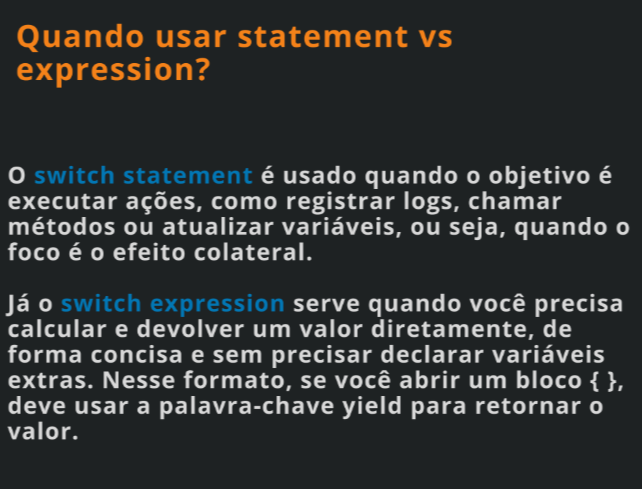 Quando usar statement vs
expression?
O switch statement é usado quando o objetivo é
executar ações, como registrar logs, chamar
métodos ou atualizar variáveis, ou seja, quando o
foco é o efeito colateral.
Já o switch expression serve quando você precisa
calcular e devolver um valor diretamente, de
forma concisa e sem precisar declarar variáveis
extras. Nesse formato, se você abrir um bloco { },
deve usar a palavra-chave yield para retornar o
valor.